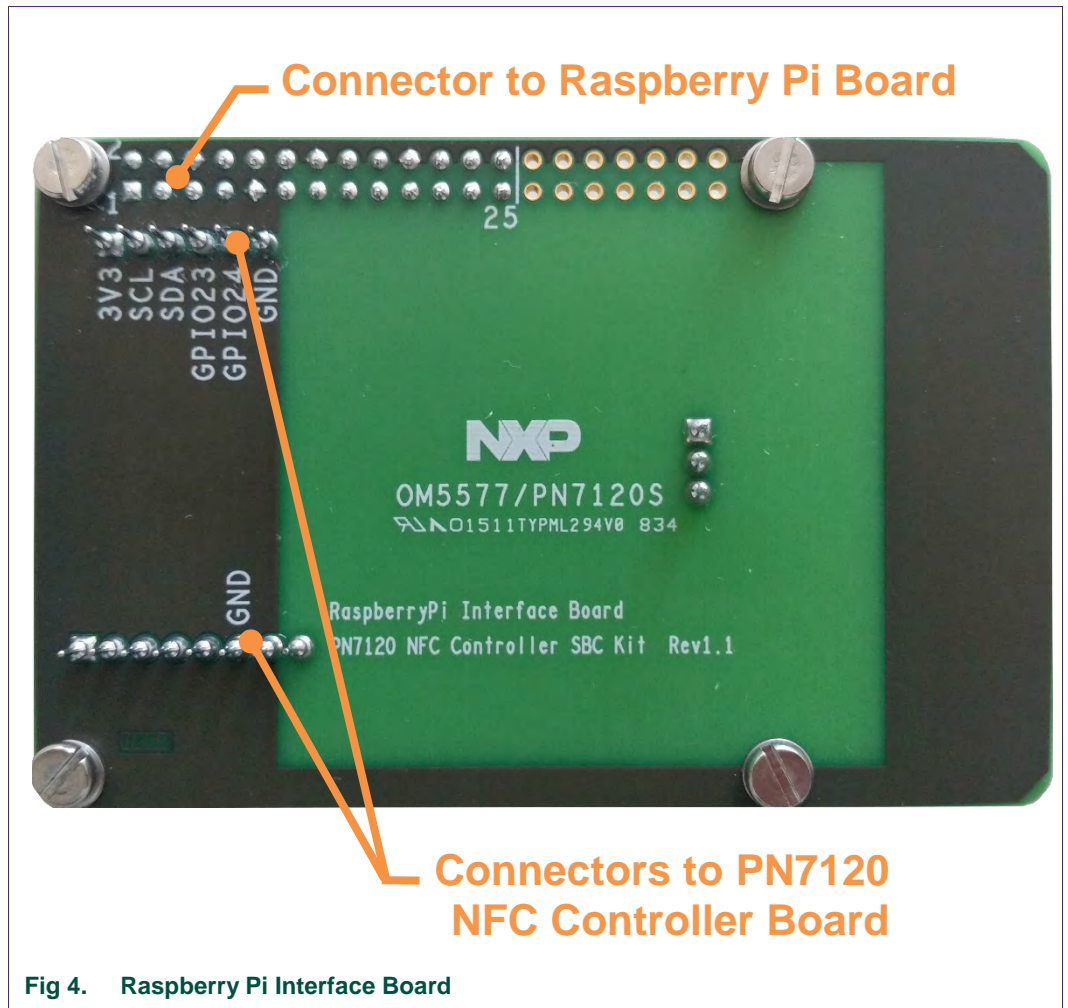 Connector to Raspberry Pi Board
2
1
25
3V3
SCL
SDA
GPIO23
GPIO24
GND
NXP
OM5577/PN7120S
01511TYPML294V0 834
GND
RaspberryPi Interface Board
PN7120 NFC Controller SBC Kit Rev1.1
Connectors to PN7120
NFC Controller Board
Fig 4. Raspberry Pi Interface Board